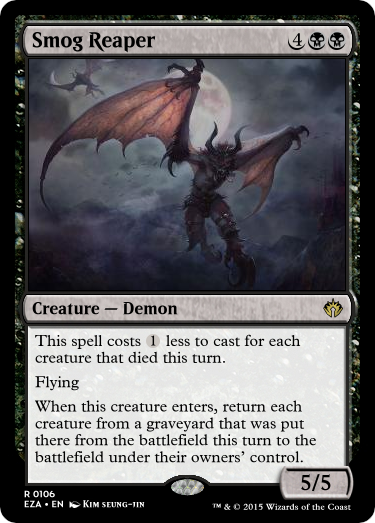 Smog Reaper 4
Creature — Demon
This spell costs 1 less to cast for each
creature that died this turn.
Flying
When this creature enters, return each
creature from a graveyard that was put
there from the battlefield this turn to the
battlefield under their owners' control.
5/5
R 0106
EZA • EN Kim Seung-Jin
™ & © 2015 Wizards of the Coast